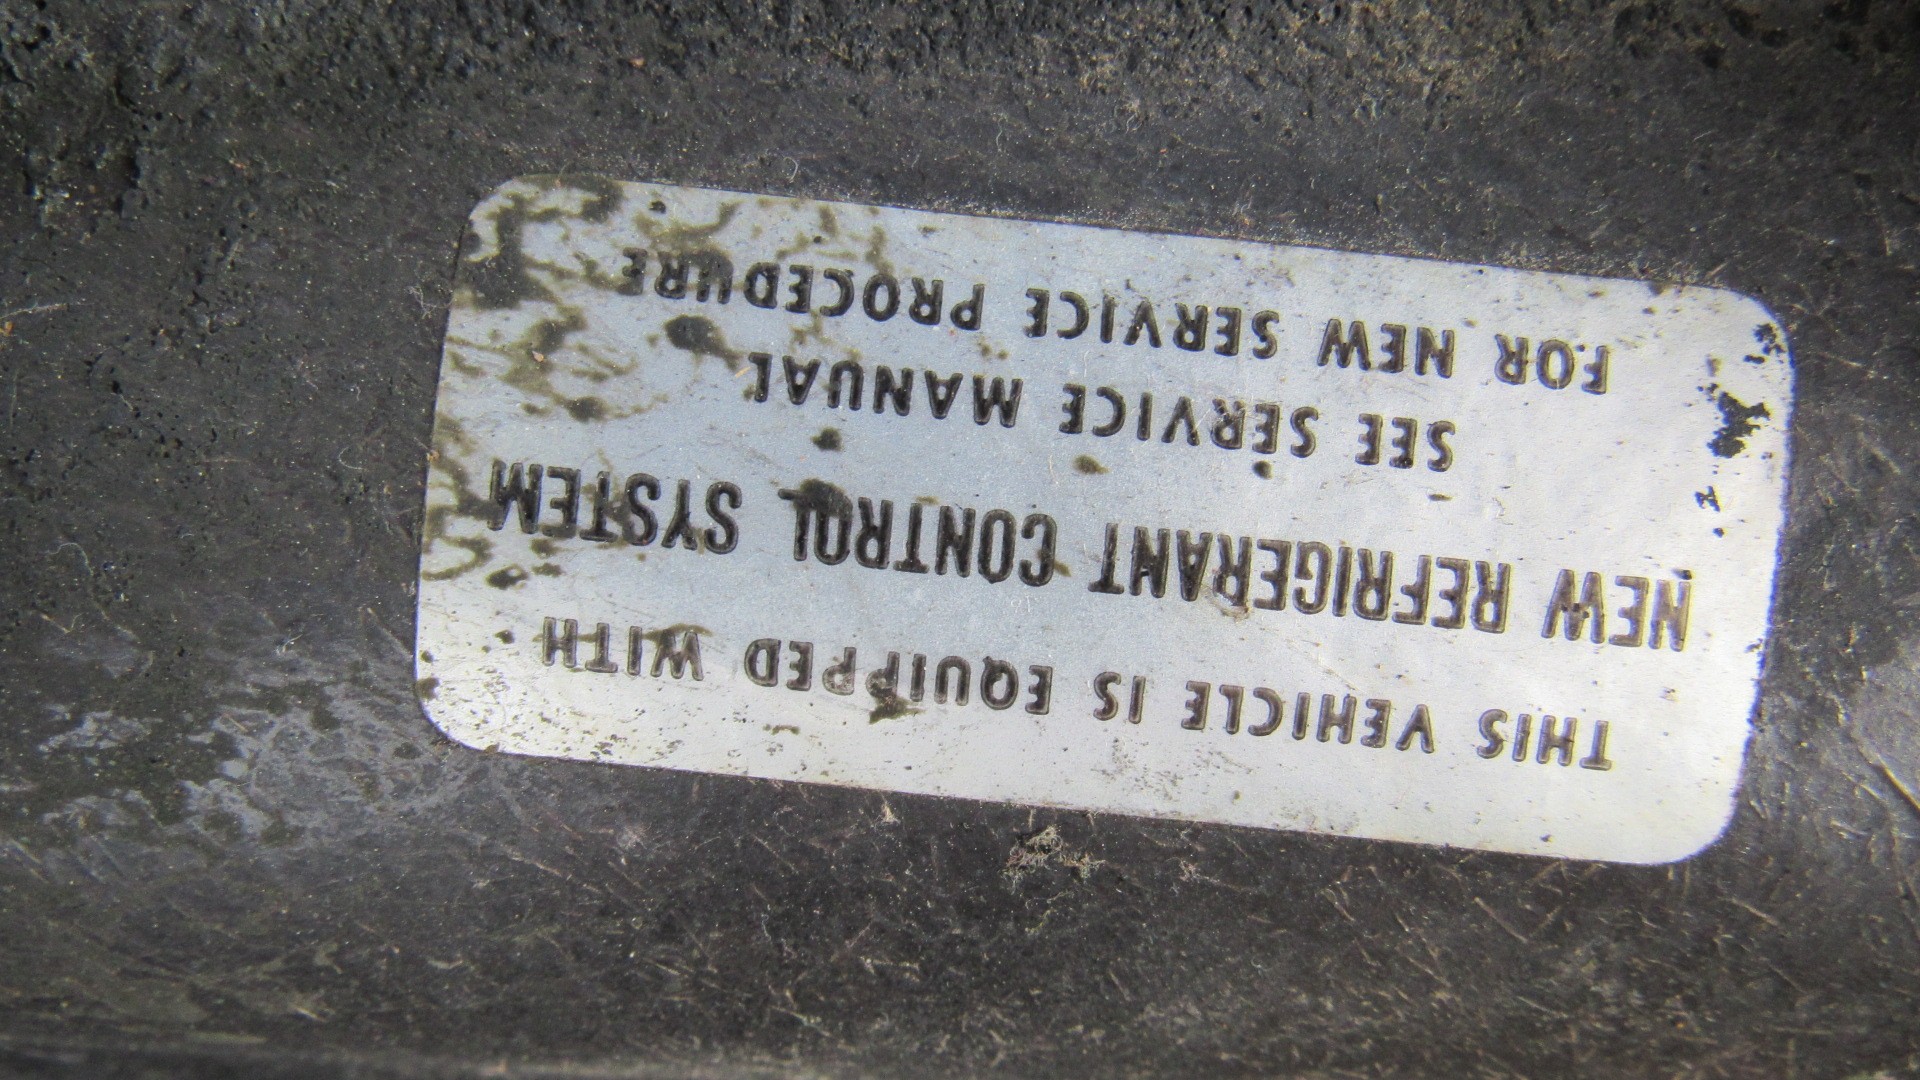 THIS VEHICLE IS EQUIPPED WITH
NEW REFRIGERANT CONTROL SYSTEM
SEE SERVICE MANUAL
FOR NEW SERVICE PROCEDURE